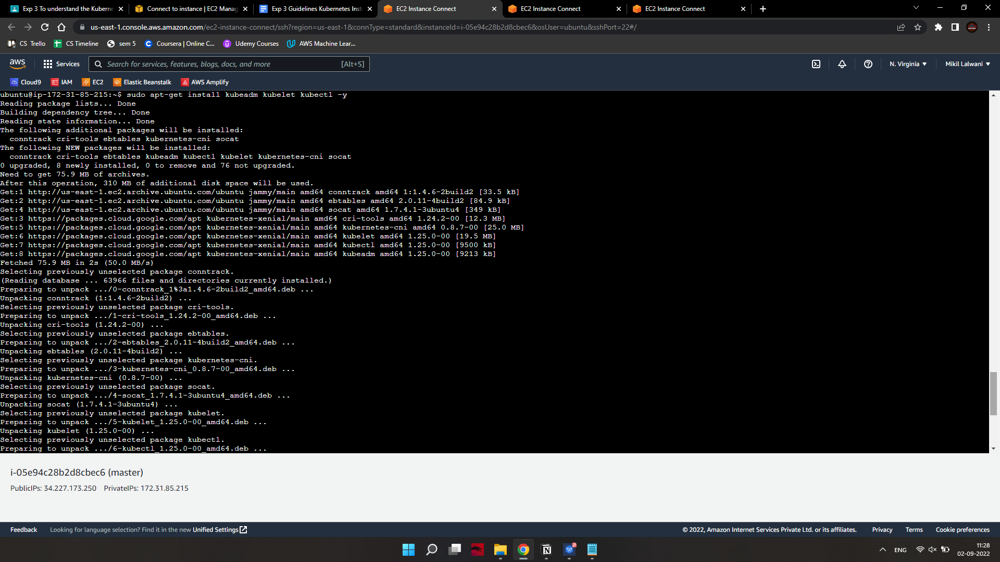 Exp 3 To understand the Kuberne
Connect to instance | EC2 Manag
Exp 3 Guidelines Kubernetes Inst
EC2 Instance Connect
EC2 Instance Connect
EC2 Instance Connect
us-east-1.console.aws.amazon.com/ec2-instance-connect/ssh?region=us-east-1&connType=standard&instanceId=i-05e94c28b2d8cbec6&osUser=ubuntu&sshPort=22#/
CS Trello
CS Timeline
sem 5
Coursera | Online C...
Udemy Courses
AWS Machine Lear...
aws
Services
Search for services, features, blogs, docs, and more
[Alt+S]
N. Virginia
Mikil Lalwani
Cloud9
IAM
EC2
Elastic Beanstalk
AWS Amplify
ubuntu@ip-172-31-85-215:~$ sudo apt-get install kubeadm kubelet kubectl -y
Reading package lists... Done
Building dependency tree... Done
Reading state information... Done
The following additional packages will be installed:
conntrack cri-tools ebtables kubernetes-cni socat
The following NEW packages will be installed:
conntrack cri-tools ebtables kubeadm kubectl kubelet kubernetes-cni socat
0 upgraded, 8 newly installed, 0 to remove and 76 not upgraded.
Need to get 75.9 MB of archives.
After this operation, 310 MB of additional disk space will be used.
Get:1 http://us-east-1.ec2.archive.ubuntu.com/ubuntu jammy/main amd64 conntrack amd64 1:1.4.6-2build2 [33.5 kB]
Get:2 http://us-east-1.ec2.archive.ubuntu.com/ubuntu jammy/main amd64 ebtables amd64 2.0.11-4build2 [84.9 kB]
Get:4 http://us-east-1.ec2.archive.ubuntu.com/ubuntu jammy/main amd64 socat amd64 1.7.4.1-3ubuntu4 [349 kB]
Get:3 https://packages.cloud.google.com/apt kubernetes-xenial/main amd64 cri-tools amd64 1.24.2-00 [12.3 MB]
Get:5 https://packages.cloud.google.com/apt kubernetes-xenial/main amd64 kubernetes-cni amd64 0.8.7-00 [25.0 MB]
Get:6 https://packages.cloud.google.com/apt kubernetes-xenial/main amd64 kubelet amd64 1.25.0-00 [19.5 MB]
Get:7 https://packages.cloud.google.com/apt kubernetes-xenial/main amd64 kubectl amd64 1.25.0-00 [9500 kB]
Get:8 https://packages.cloud.google.com/apt kubernetes-xenial/main amd64 kubeadm amd64 1.25.0-00 [9213 kB]
Fetched 75.9 MB in 2s (50.0 MB/s)
Selecting previously unselected package conntrack.
(Reading database ... 63966 files and directories currently installed.)
Preparing to unpack .../0-conntrack_1%3a1.4.6-2build2_amd64.deb ...
Unpacking conntrack (1:1.4.6-2build2) ...
Selecting previously unselected package cri-tools.
Preparing to unpack .../1-cri-tools_1.24.2-00_amd64.deb ...
Unpacking cri-tools (1.24.2-00) ...
Selecting previously unselected package ebtables.
Preparing to unpack .../2-ebtables_2.0.11-4build2_amd64.deb ...
Unpacking ebtables (2.0.11-4build2) ...
Selecting previously unselected package kubernetes-cni.
Preparing to unpack .../3-kubernetes-cni_0.8.7-00_amd64.deb ...
Unpacking kubernetes-cni (0.8.7-00) ...
Selecting previously unselected package socat.
Preparing to unpack .../4-socat_1.7.4.1-3ubuntu4_amd64.deb ...
Unpacking socat (1.7.4.1-3ubuntu4) ...
Selecting previously unselected package kubelet.
Preparing to unpack .../5-kubelet_1.25.0-00_amd64.deb ...
Unpacking kubelet (1.25.0-00) ...
Selecting previously unselected package kubectl.
Preparing to unpack .../6-kubectl_1.25.0-00_amd64.deb ...
i-05e94c28b2d8cbec6 (master)
PublicIPs: 34.227.173.250 PrivateIPs: 172.31.85.215
Feedback
Looking for language selection? Find it in the new Unified Settings
© 2022, Amazon Internet Services Private Ltd. or its affiliates.
Privacy
Terms
Cookie preferences
ENG
11:28
02-09-2022